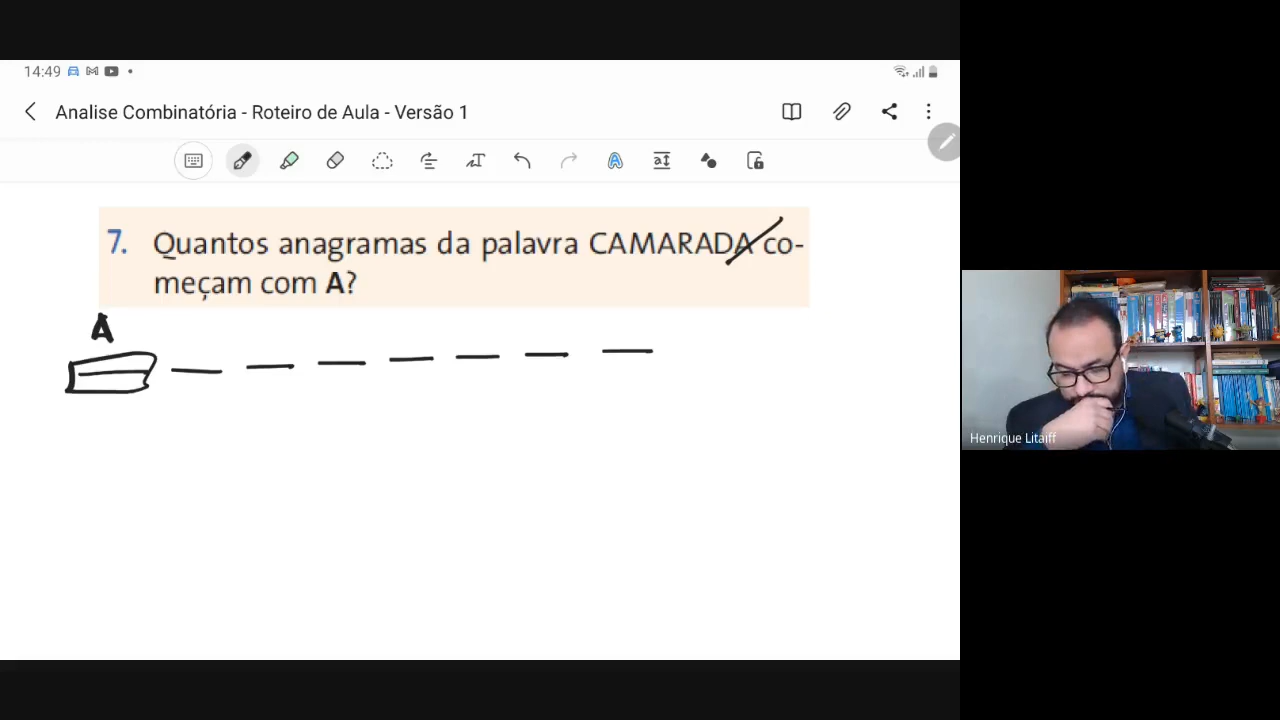 14:49
Analise Combinatória - Roteiro de Aula - Versão 1
7. Quantos anagramas da palavra CAMARADA co-
meçam com A?
A
Henrique Litaiff